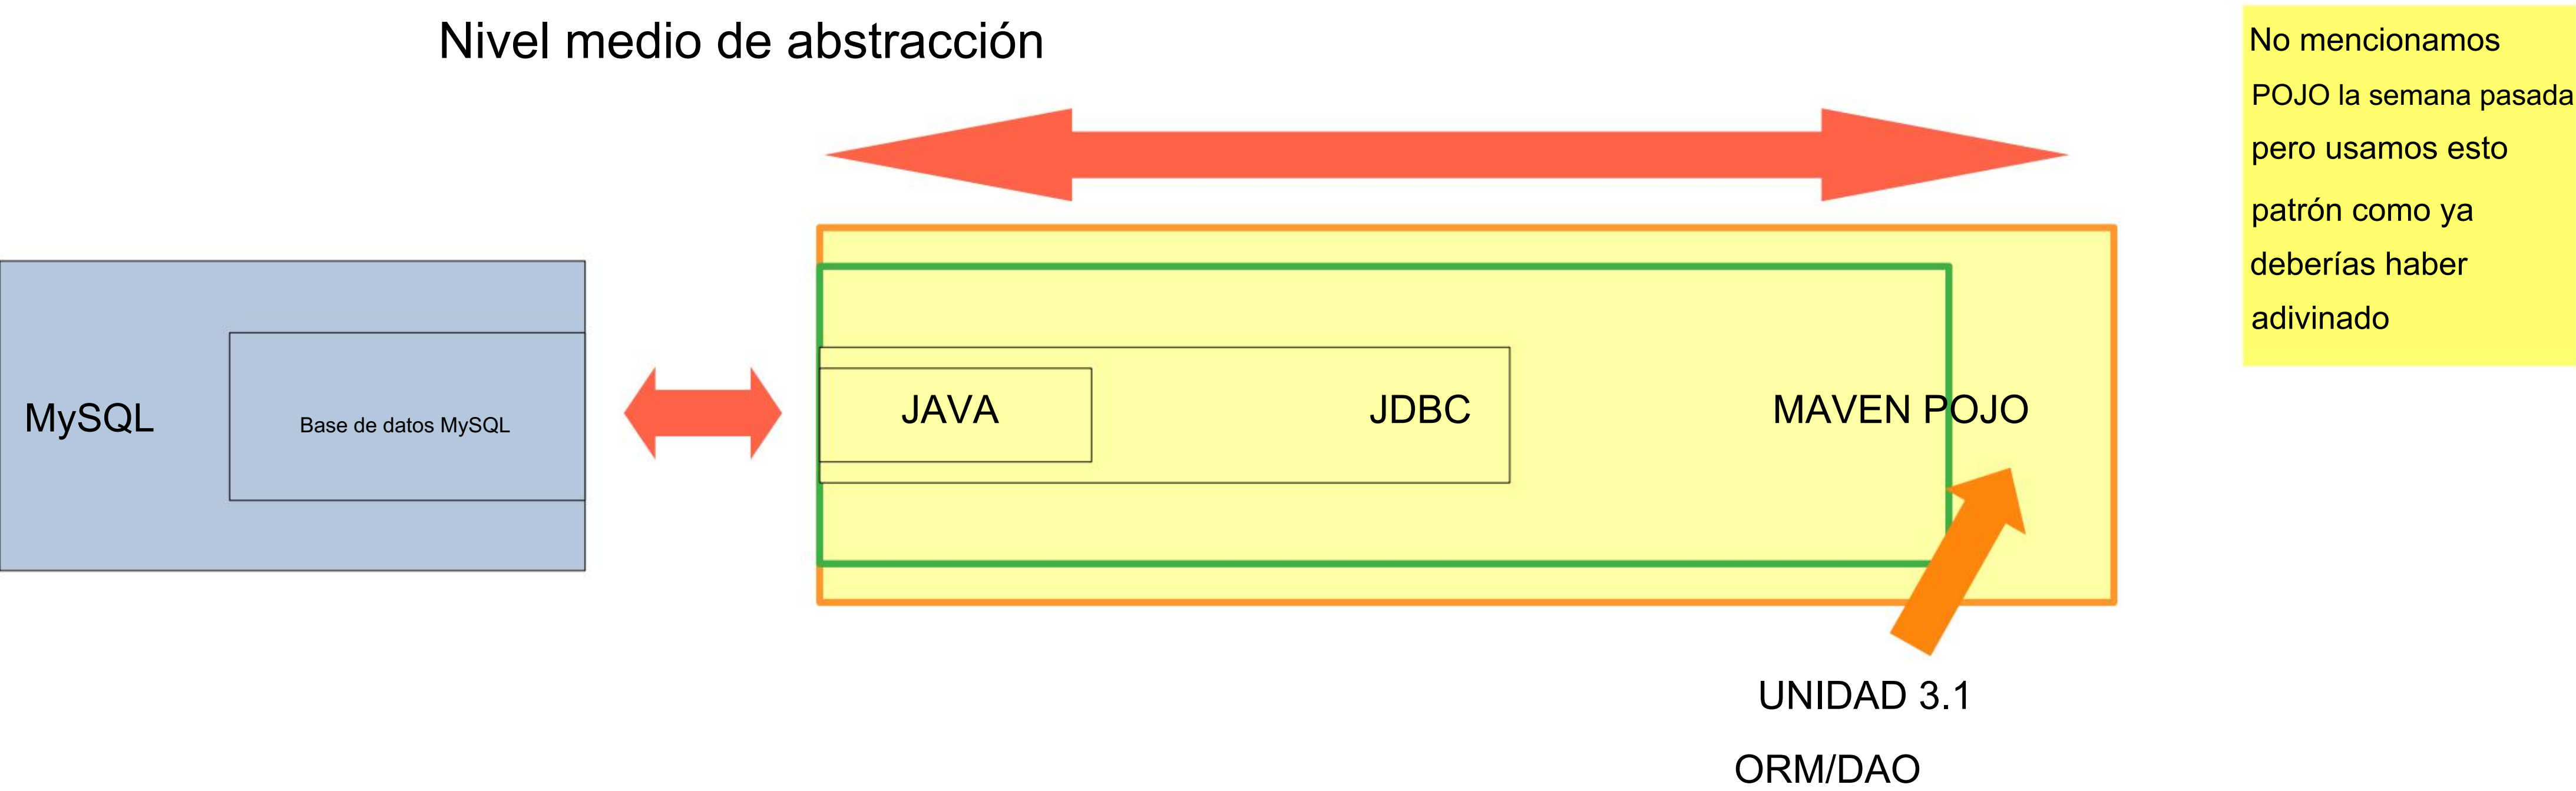 Nivel medio de abstracción
No mencionamos
POJO la semana pasada
pero usamos esto
patrón como ya
deberías haber
adivinado
MySQL
Base de datos MySQL
JAVA
JDBC
MAVEN POJO
UNIDAD 3.1
ORM/DAO